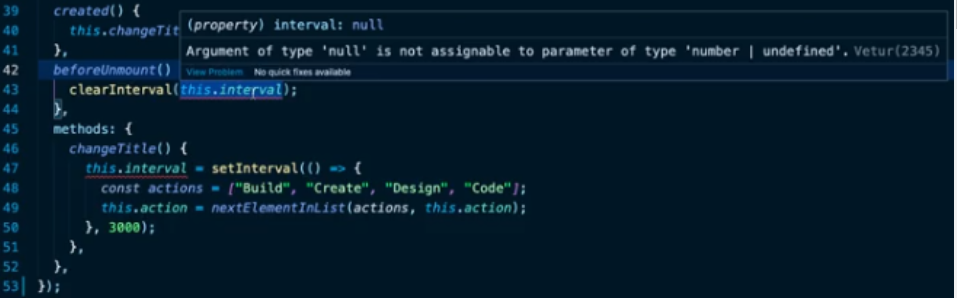 39 created() {
(property) interval: null
40 this.changeTit
Argument of type 'null' is not assignable to parameter of type 'number | undefined'. Vetur(2345)
41 },
42 beforeUnmount()
View Problem No quick fixes available
43 clearInterval(this.interval);
44 },
45 methods: {
46 changeTitle() {
47 this.interval = setInterval(() => {
48 const actions = ["Build", "Create", "Design", "Code"];
49 this.action = nextElementInList(actions, this.action);
50 }, 3000);
51 },
52 },
53 });